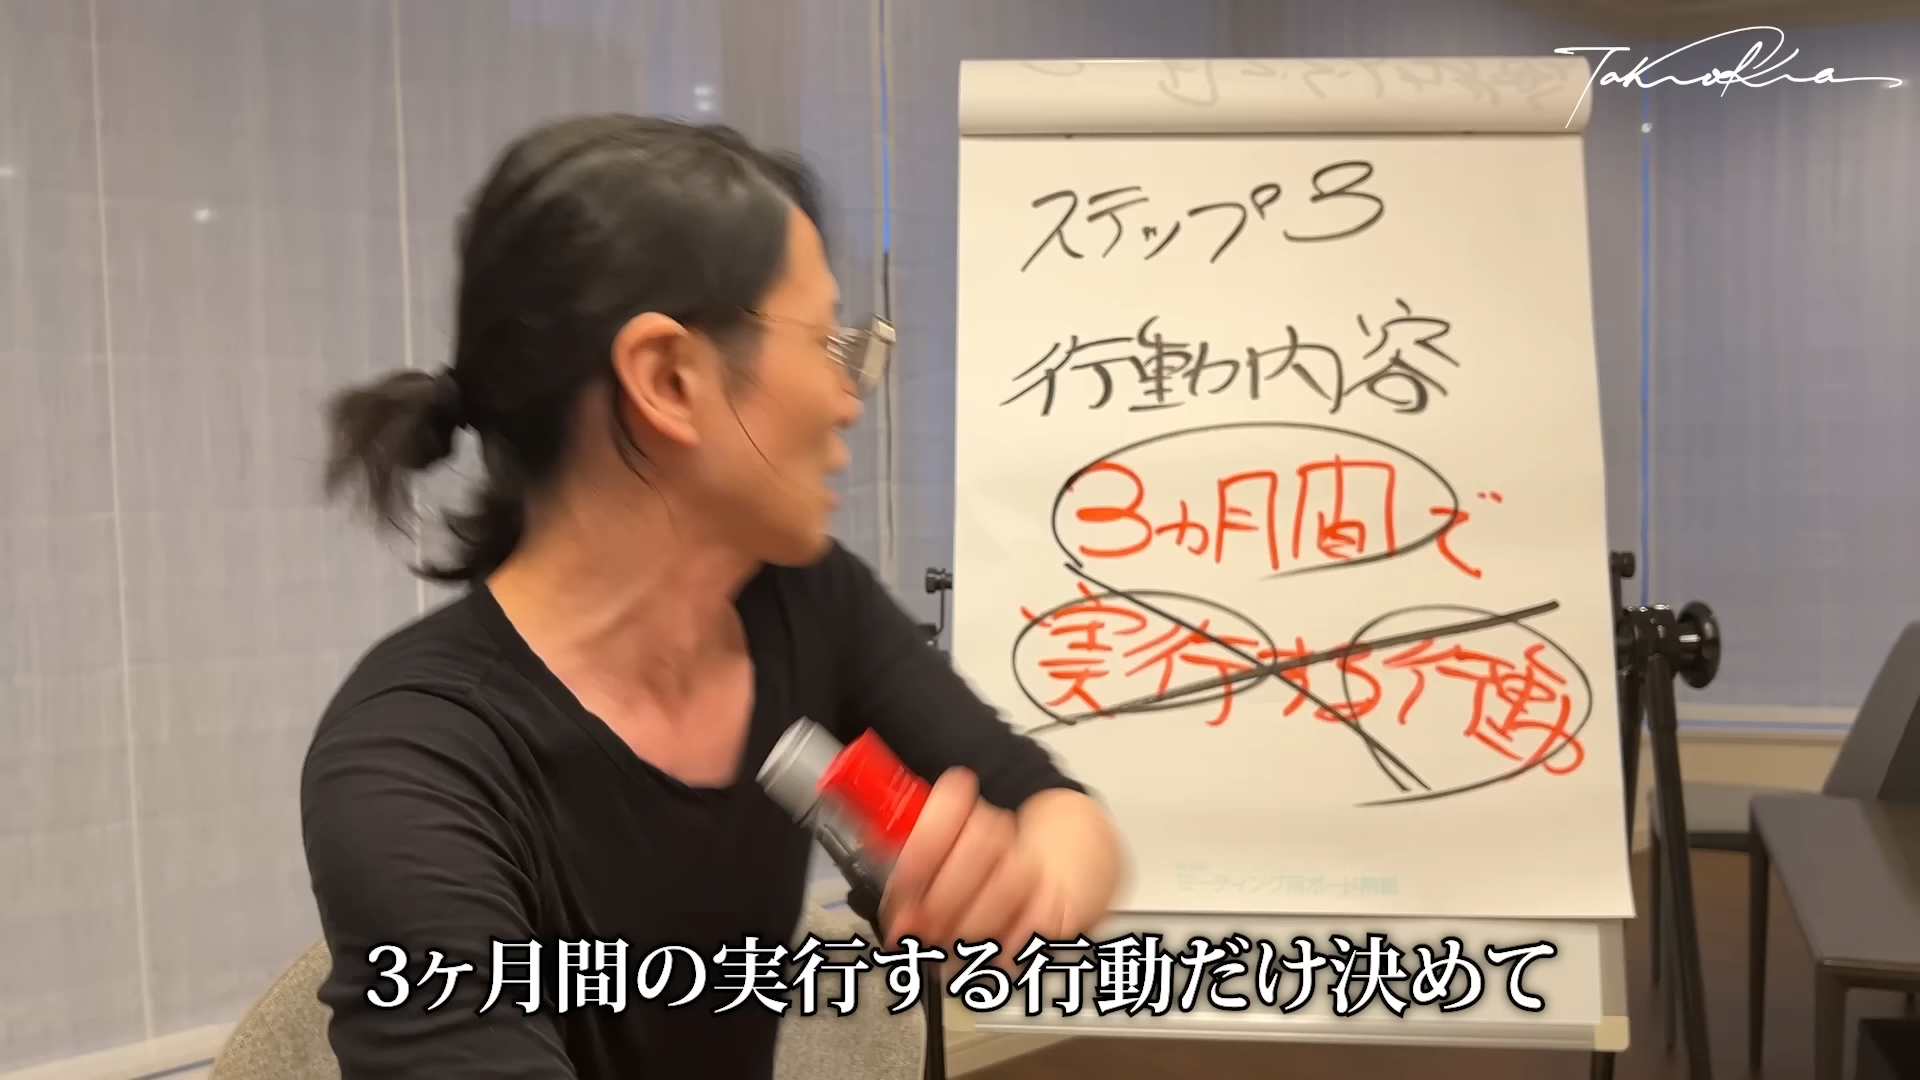 ステップ3
行動内容
3ヵ月間で
実行する行動
ミーティング用ボード用紙
3ヶ月間の実行する行動だけ決めて